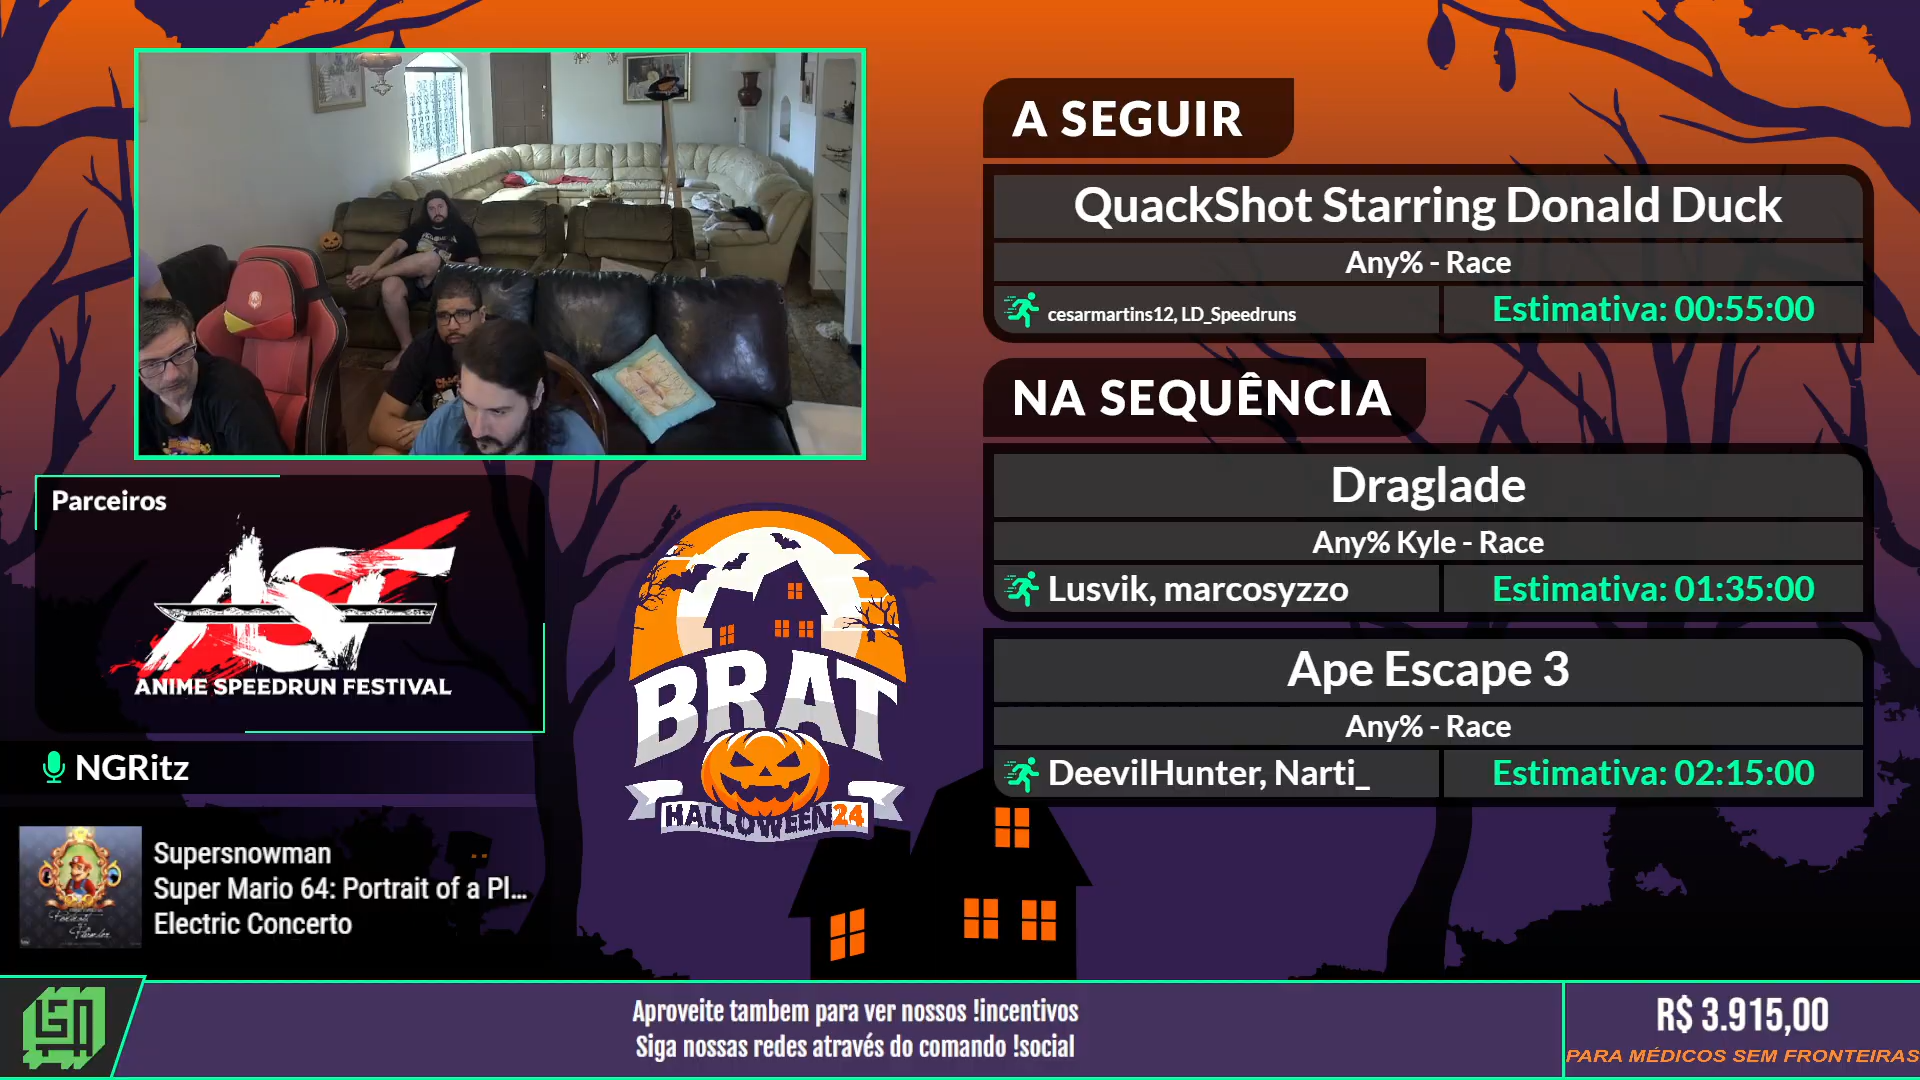 A SEGUIR
QuackShot Starring Donald Duck
Any% - Race
cesarmartins12, LD_Speedruns
Estimativa: 00:55:00
NA SEQUÊNCIA
Draglade
Any% Kyle - Race
Lusvik, marcosyzzo
Estimativa: 01:35:00
Ape Escape 3
Any% - Race
DeevilHunter, Narti_
Estimativa: 02:15:00
Parceiros
ASF
ANIME SPEEDRUN FESTIVAL
BRAT
HALLOWEEN24
NGRitz
Supersnowman
Super Mario 64: Portrait of a Pl...
Electric Concerto
Aproveite tambem para ver nossos !incentivos
Siga nossas redes através do comando !social
R$ 3.915,00
PARA MÉDICOS SEM FRONTEIRAS